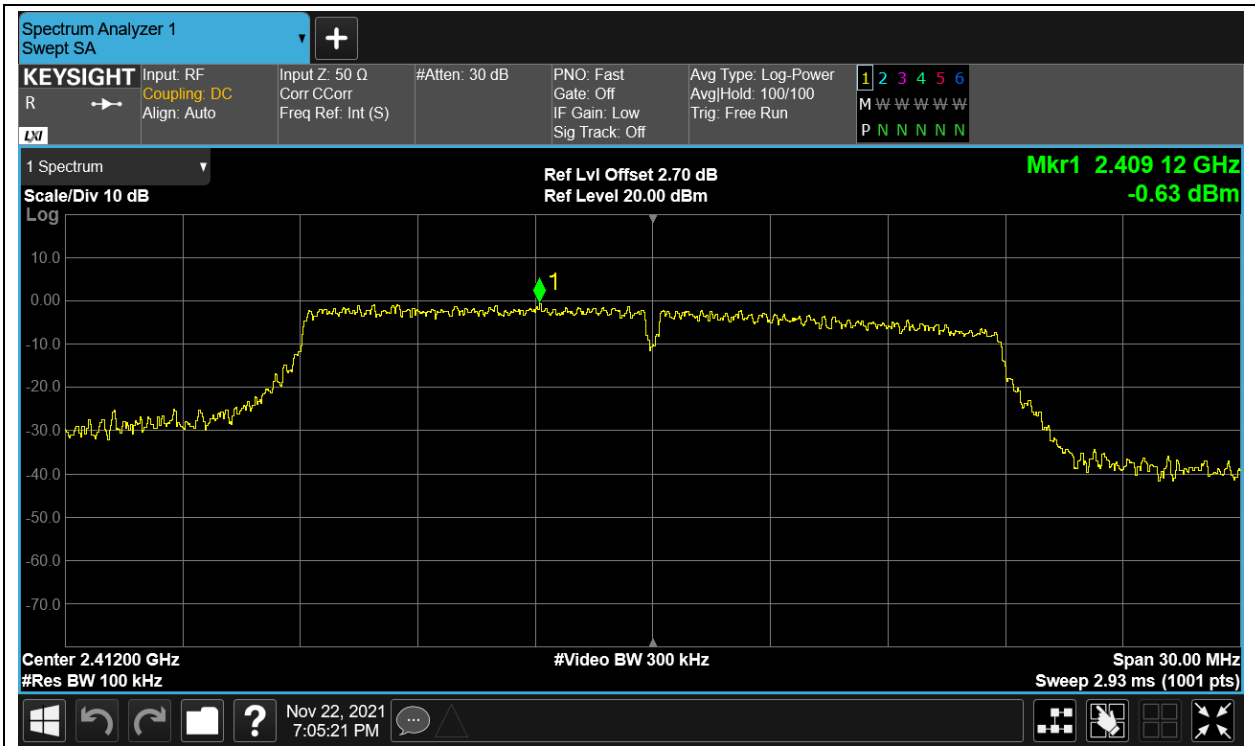 Spectrum Analyzer 1
Swept SA
+
KEYSIGHT
R
LXI
Input: RF
Coupling: DC
Align: Auto
Input Z: 50 Ω
Corr CCorr
Freq Ref: Int (S)
#Atten: 30 dB
PNO: Fast
Gate: Off
IF Gain: Low
Sig Track: Off
Avg Type: Log-Power
Avg|Hold: 100/100
Trig: Free Run
1 2 3 4 5 6
M W W W W W W
P N N N N N
1 Spectrum
Scale/Div 10 dB
Ref Lvl Offset 2.70 dB
Ref Level 20.00 dBm
Mkr1 2.409 12 GHz
-0.63 dBm
Log
10.0
0.00
-10.0
-20.0
-30.0
-40.0
-50.0
-60.0
-70.0
1
Center 2.41200 GHz
#Res BW 100 kHz
#Video BW 300 kHz
Span 30.00 MHz
Sweep 2.93 ms (1001 pts)
?
Nov 22, 2021
7:05:21 PM